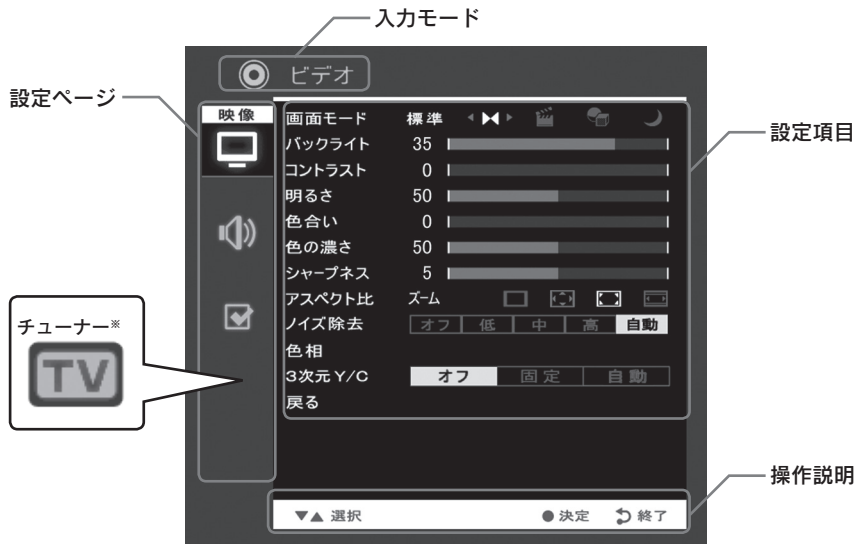 入力モード
ビデオ
設定ページ
映像
設定項目
画面モード 標準
バックライト 35
コントラスト 0
明るさ 50
色合い 0
色の濃さ 50
シャープネス 5
アスペクト比 ズーム
ノイズ除去 オフ 低 中 高 自動
色相
3次元Y/C オフ 固定 自動
戻る
チューナー※
TV
操作説明
▼▲ 選択 ●決定 終了